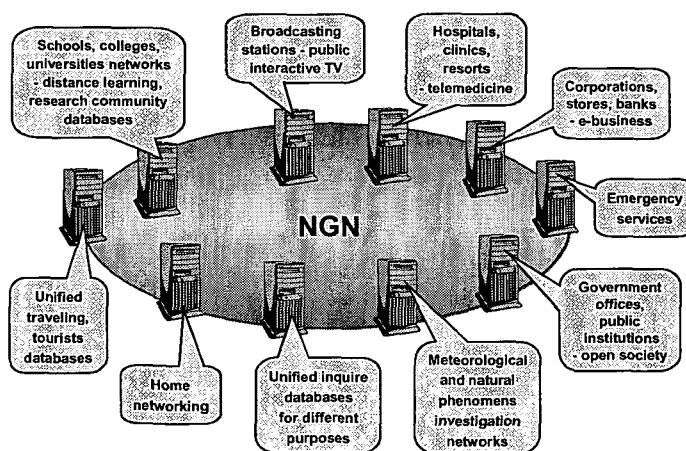 Schools, colleges,
universities networks
- distance learning,
research community
databases
Broadcasting
stations - public
interactive TV
Hospitals,
clinics,
resorts
- telemedicine
Corporations,
stores, banks
- e-business
Emergency
services
NGN
Unified
traveling,
tourists
databases
Home
networking
Unified inquire
databases
for different
purposes
Meteorological
and natural
phenomens
investigation
networks
Government
offices,
public
institutions
- open society